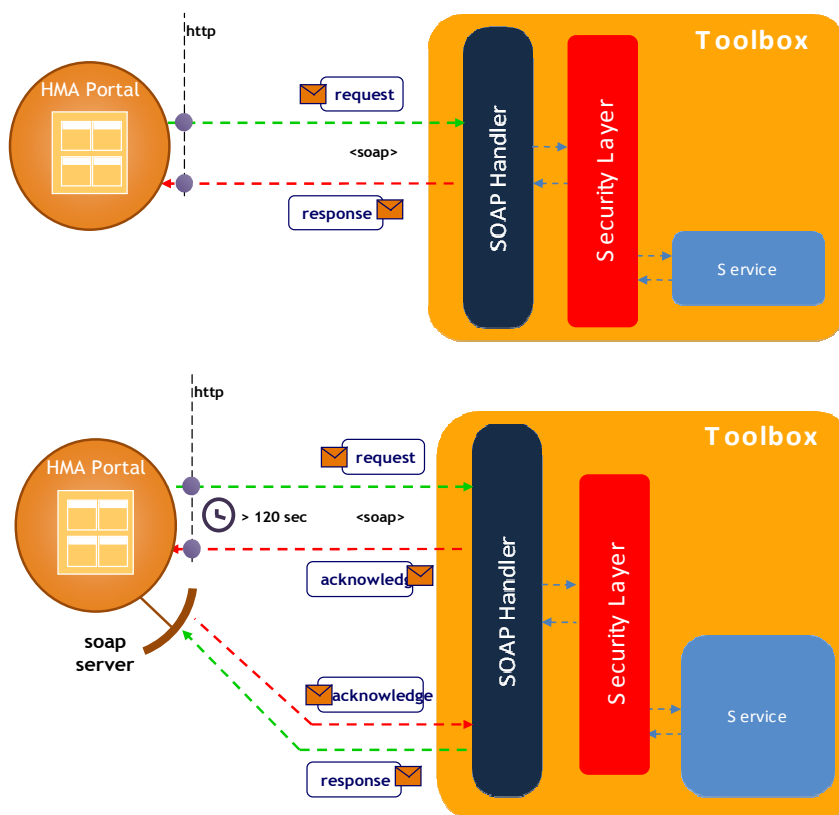 http
Toolbox
HMA Portal
request
<soap>
response
SOAP Handler
Security Layer
Service
http
Toolbox
HMA Portal
request
> 120 sec
<soap>
acknowledge
SOAP Handler
Security Layer
soap
server
acknowledge
response
Service